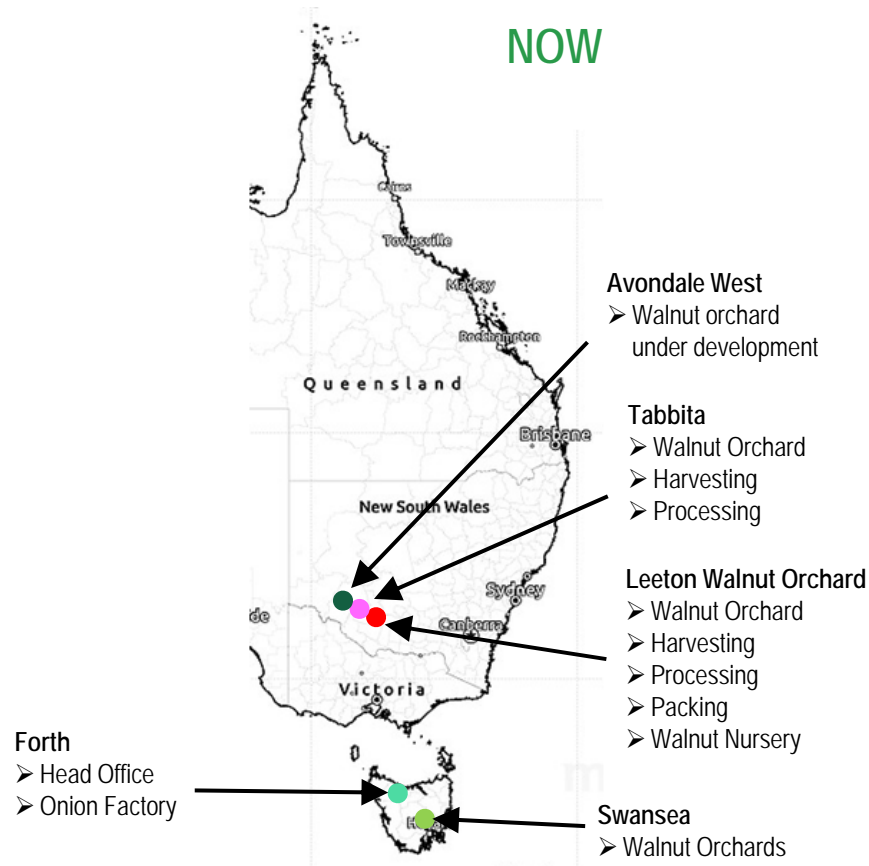 NOW
Cairns
Townsville
Mackay
Rockhampton
Queensland
Brisbane
New South Wales
Sydney
Canberra
Victoria
Avondale West
➢ Walnut orchard
under development
Tabbita
➢ Walnut Orchard
➢ Harvesting
➢ Processing
Leeton Walnut Orchard
➢ Walnut Orchard
➢ Harvesting
➢ Processing
➢ Packing
➢ Walnut Nursery
Forth
➢ Head Office
➢ Onion Factory
Swansea
➢ Walnut Orchards